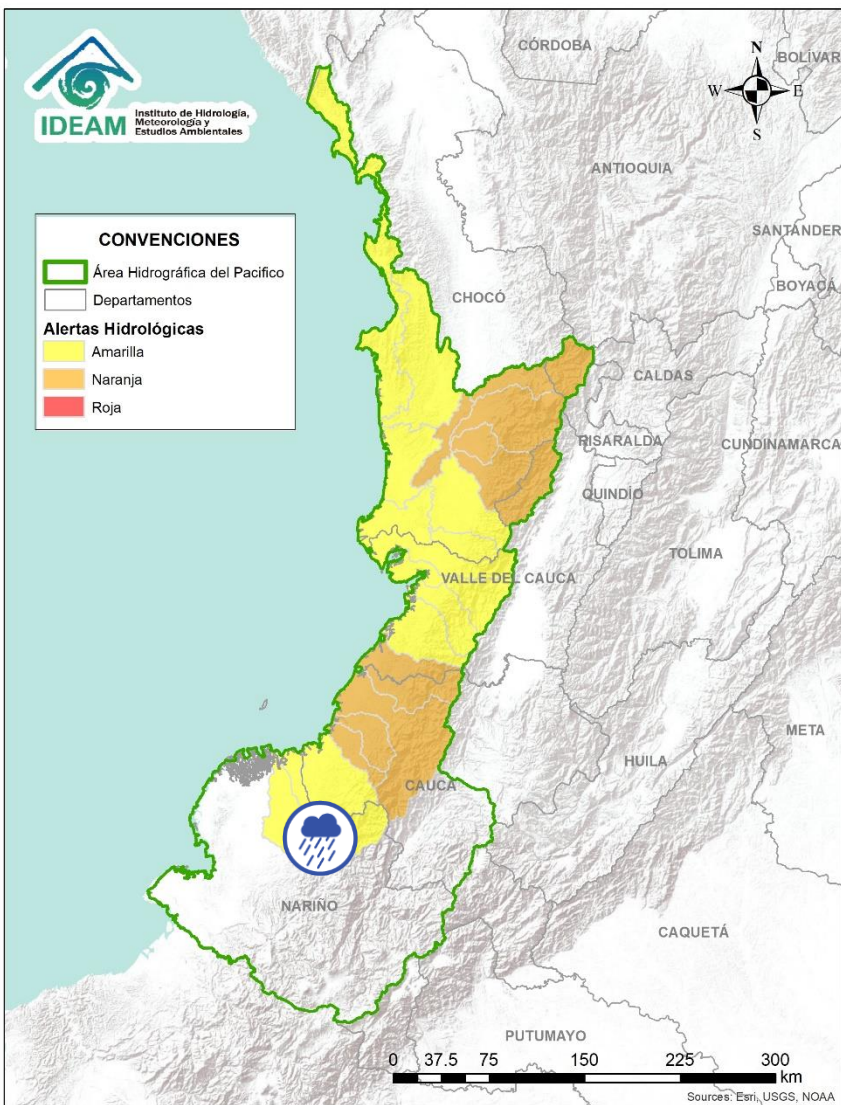 IDEAM
Instituto de Hidrología,
Meteorología y
Estudios Ambientales
CÓRDOBA
BOLÍVAR
N
W
E
S
ANTIOQUIA
SANTANDER
BOYACÁ
CONVENCIONES
Área Hidrográfica del Pacifico
Departamentos
Alertas Hidrológicas
Amarilla
Naranja
Roja
CHOCÓ
CALDAS
RISARALDA
CUNDINAMARCA
QUINDÍO
TOLIMA
VALLE DEL CAUCA
META
HUILA
CAUCA
NARIÑO
CAQUETÁ
PUTUMAYO
0 37.5 75 150 225 300
km
Sources: Esri, USGS, NOAA